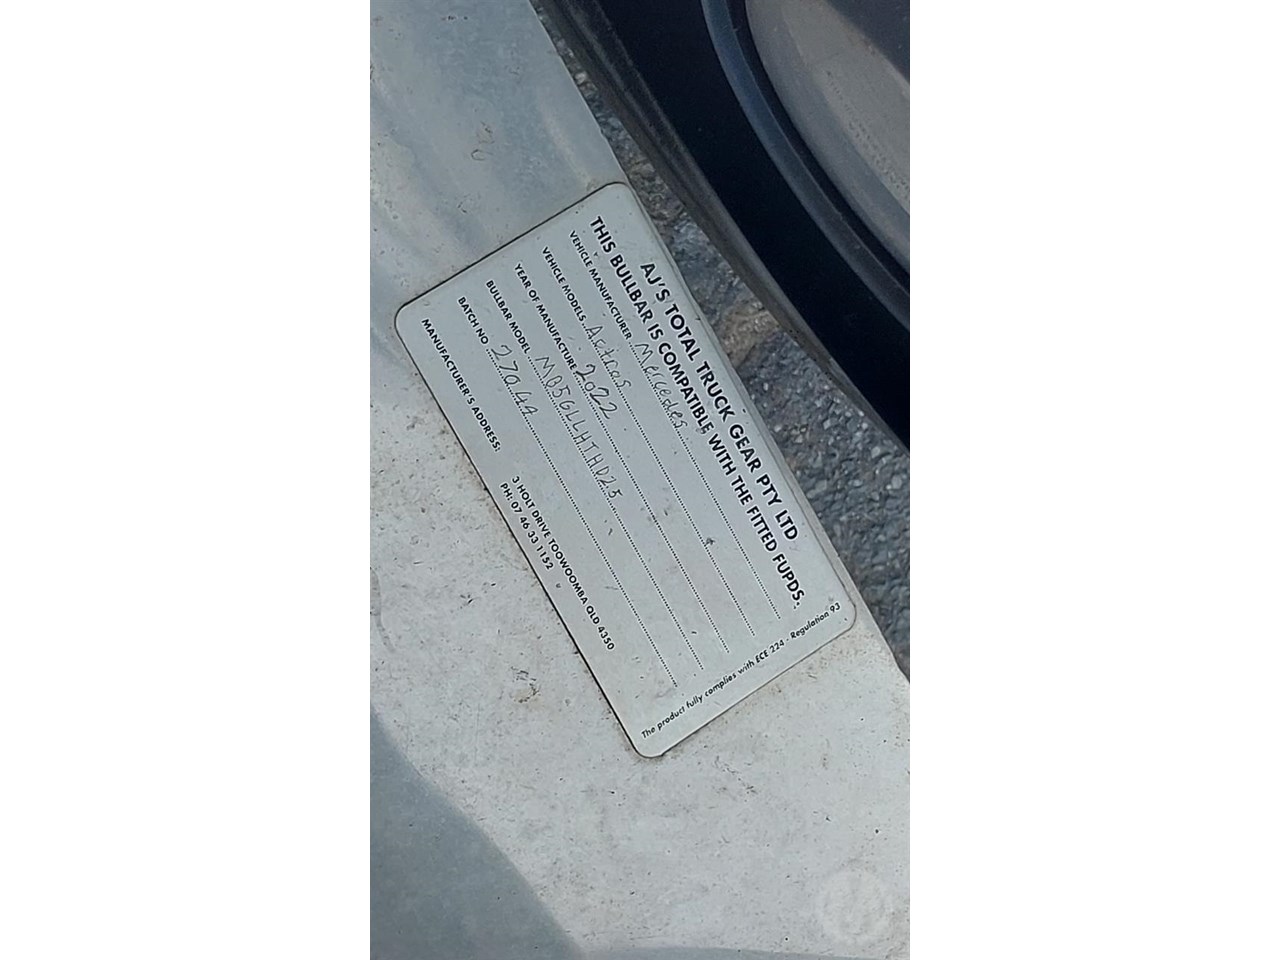 AJ'S TOTAL TRUCK GEAR PTY LTD
THIS BULLBAR IS COMPATIBLE WITH THE FITTED FUPDS.
VEHICLE MANUFACTURER Mercedes
VEHICLE MODELS Actros
YEAR OF MANUFACTURE 2022
BULLBAR MODEL MB5GLLHTHD25
BATCH NO 27944
MANUFACTURER'S ADDRESS:
3 HOLT DRIVE TOOWOOMBA QLD 4350
PH: 07 46 33 1152
The product fully complies with ECE 224 - Regulation 93